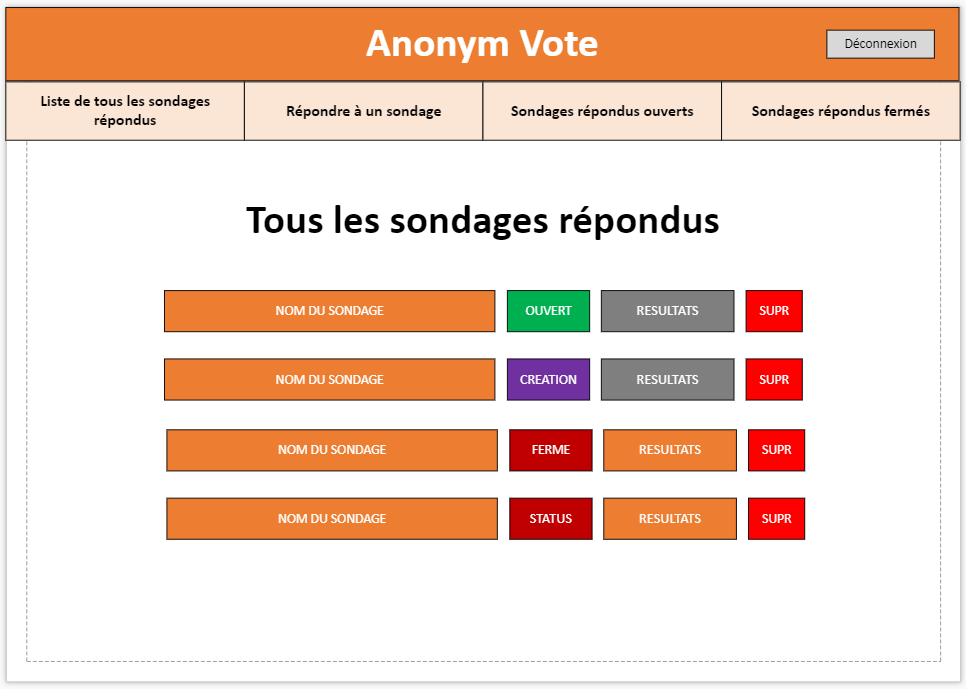 Anonym Vote
Déconnexion
Liste de tous les sondages
répondus
Répondre à un sondage
Sondages répondus ouverts
Sondages répondus fermés
Tous les sondages répondus
NOM DU SONDAGE OUVERT RESULTATS SUPR
NOM DU SONDAGE CREATION RESULTATS SUPR
NOM DU SONDAGE FERME RESULTATS SUPR
NOM DU SONDAGE STATUS RESULTATS SUPR